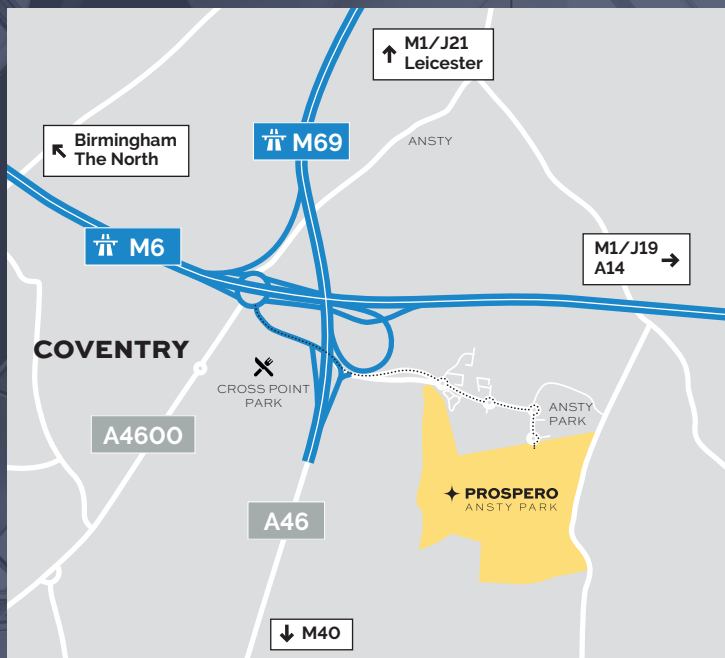 M1/J21
Leicester
Birmingham
The North
M69
ANSTY
M6
M1/J19
A14
COVENTRY
CROSS POINT
PARK
A4600
ANSTY
PARK
PROSPERO
ANSTY PARK
A46
M40